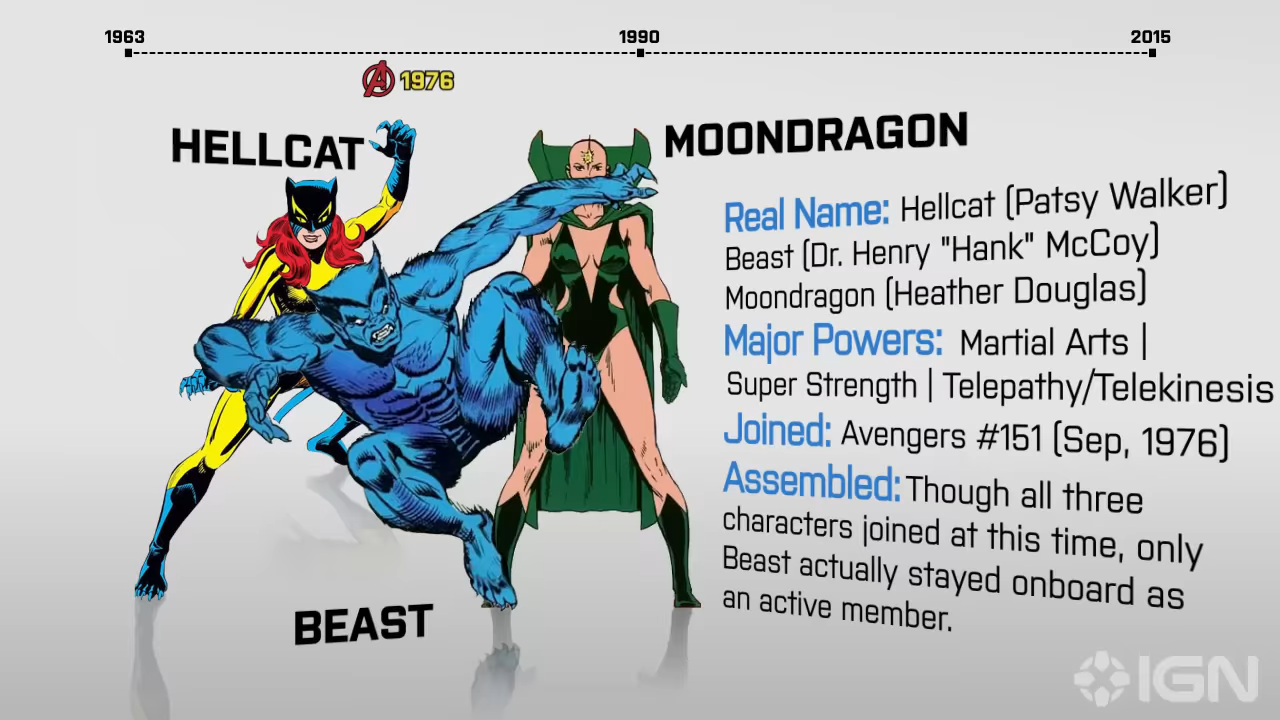 1963
1990
2015
1976
HELLCAT
MOONDRAGON
Real Name: Hellcat (Patsy Walker)
Beast (Dr. Henry "Hank" McCoy)
Moondragon (Heather Douglas)
Major Powers: Martial Arts |
Super Strength | Telepathy/Telekinesis
Joined: Avengers #151 (Sep, 1976)
Assembled: Though all three
characters joined at this time, only
Beast actually stayed onboard as
an active member.
BEAST
IGN